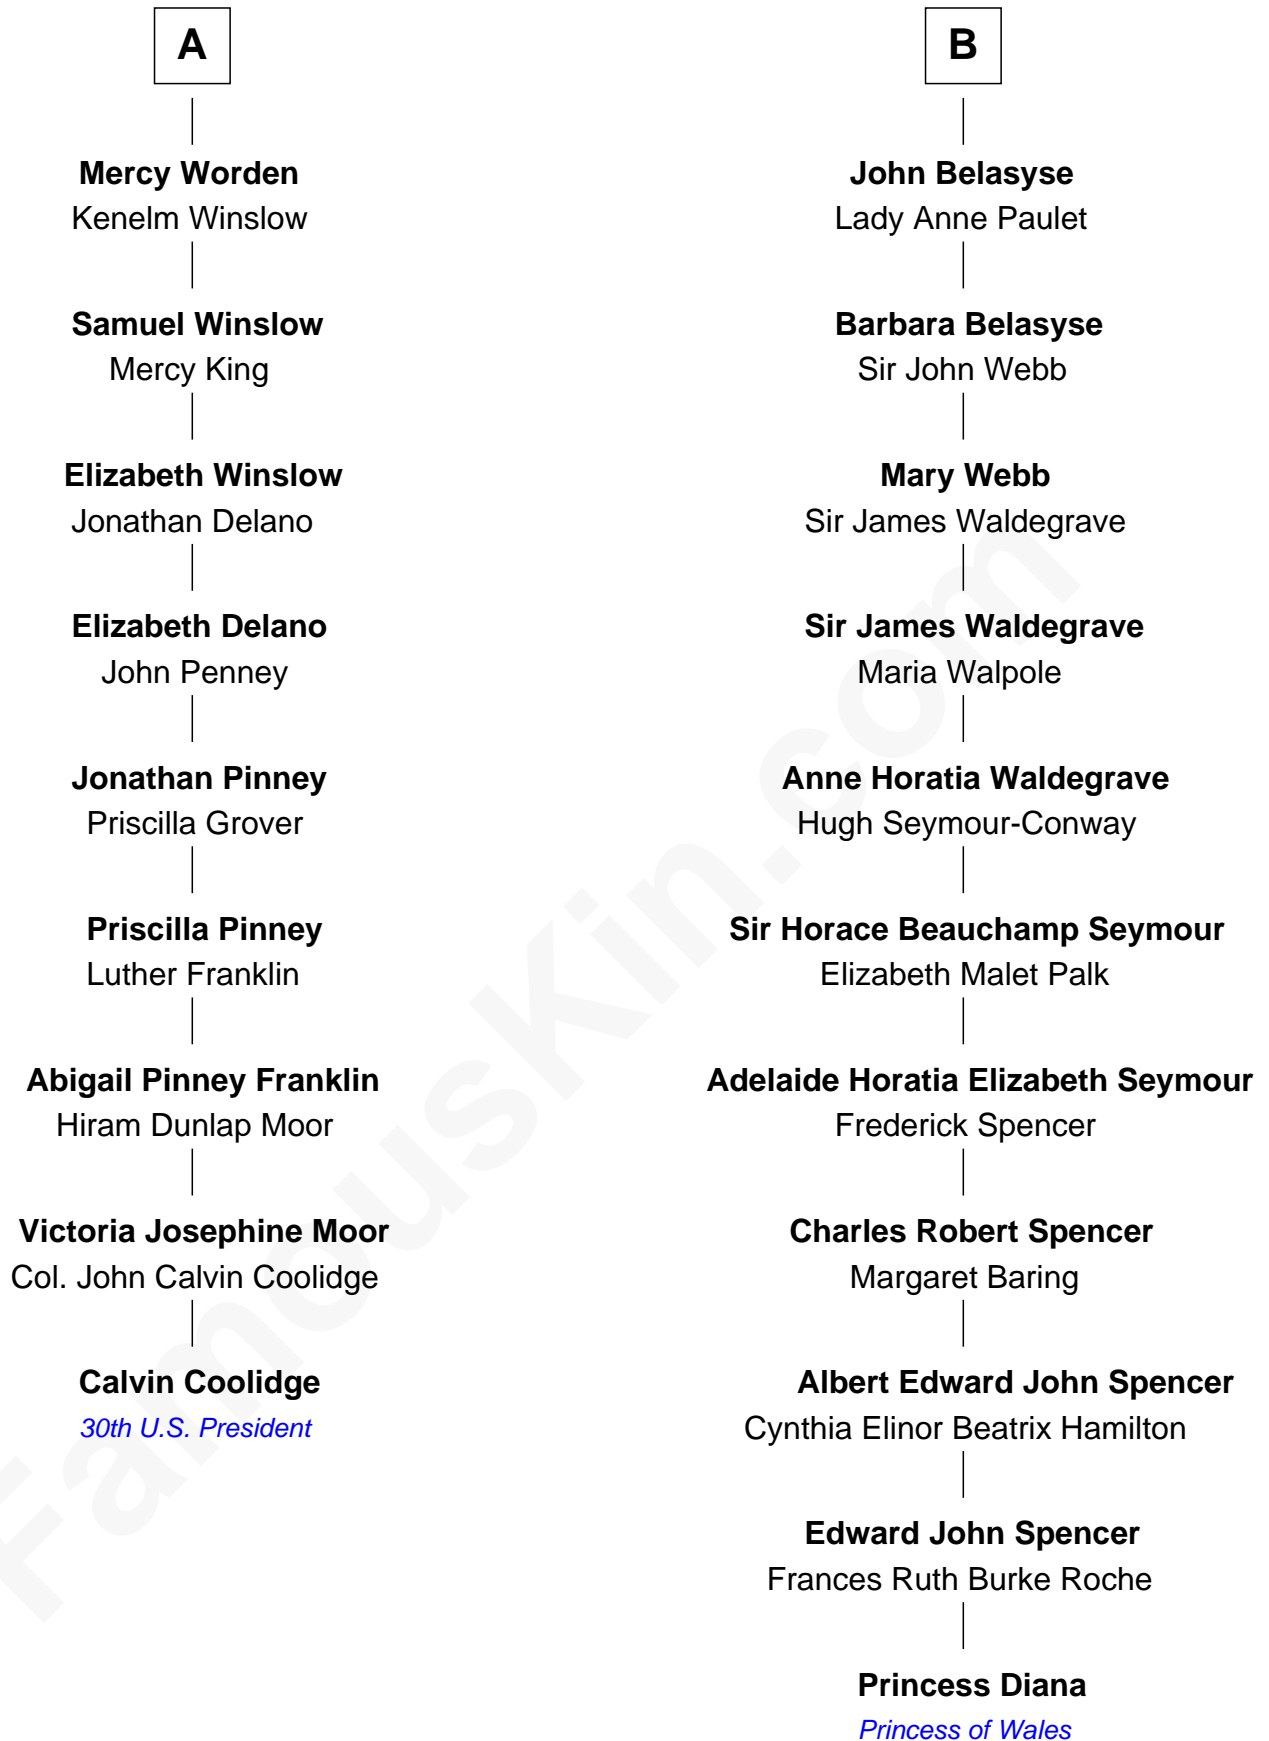 A
Mercy Worden
Kenelm Winslow
Samuel Winslow
Mercy King
Elizabeth Winslow
Jonathan Delano
Elizabeth Delano
John Penney
Jonathan Pinney
Priscilla Grover
Priscilla Pinney
Luther Franklin
Abigail Pinney Franklin
Hiram Dunlap Moor
Victoria Josephine Moor
Col. John Calvin Coolidge
Calvin Coolidge
30th U.S. President
B
John Belasyse
Lady Anne Paulet
Barbara Belasyse
Sir John Webb
Mary Webb
Sir James Waldegrave
Sir James Waldegrave
Maria Walpole
Anne Horatia Waldegrave
Hugh Seymour-Conway
Sir Horace Beauchamp Seymour
Elizabeth Malet Palk
Adelaide Horatia Elizabeth Seymour
Frederick Spencer
Charles Robert Spencer
Margaret Baring
Albert Edward John Spencer
Cynthia Elinor Beatrix Hamilton
Edward John Spencer
Frances Ruth Burke Roche
Princess Diana
Princess of Wales
FamousKin.com